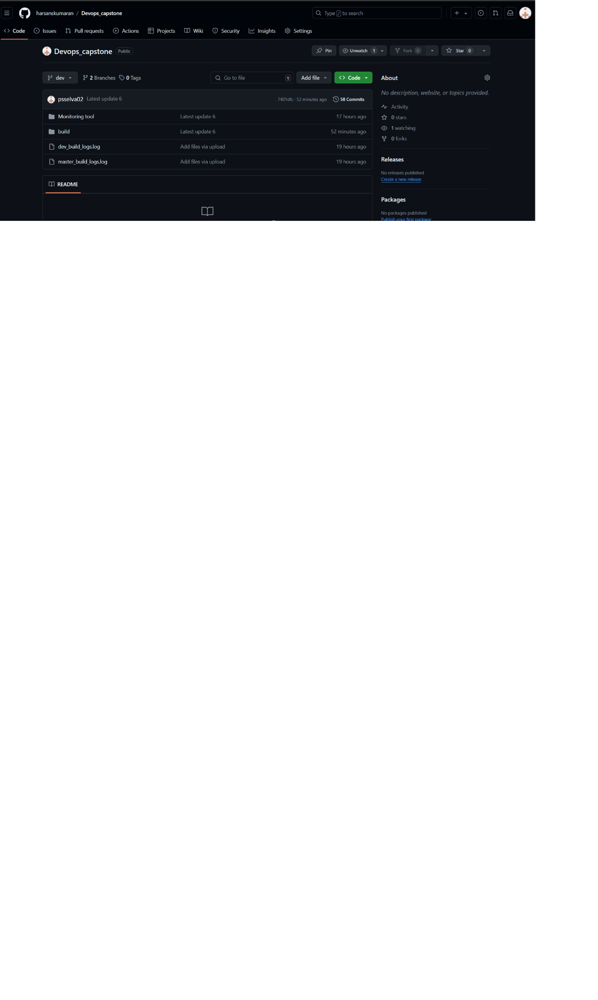 harsanskumaran / Devops_capstone
Type / to search
Code Issues Pull requests Actions Projects Wiki Security Insights Settings
Devops_capstone Public
Pin Unwatch 1 Fork 0 Star 0
dev 2 Branches 0 Tags
Go to file t Add file Code
psselva02 Latest update 6 7401dfc · 52 minutes ago 58 Commits
Monitoring tool Latest update 6 17 hours ago
build Latest update 6 52 minutes ago
dev_build_logs.log Add files via upload 19 hours ago
master_build_logs.log Add files via upload 19 hours ago
README
About
No description, website, or topics provided.
Activity
0 stars
1 watching
0 forks
Releases
No releases published
Create a new release
Packages
No packages published
Publish your first package